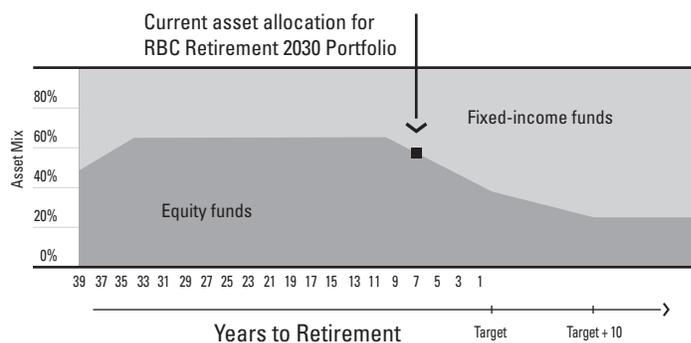 Current asset allocation for
RBC Retirement 2030 Portfolio
Fixed-income funds
Equity funds
Asset Mix
80%
60%
40%
20%
0%
39 37 35 33 31 29 27 25 23 21 19 17 15 13 11 9 7 5 3 1
Years to Retirement
Target
Target + 10